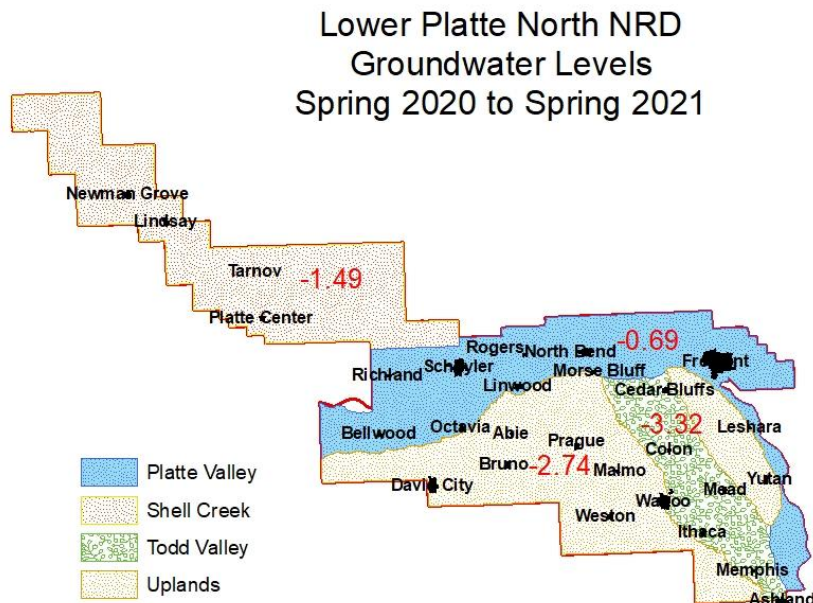 Lower Platte North NRD
Groundwater Levels
Spring 2020 to Spring 2021
Newman Grove
Lindsay
Tarnov
-1.49
Platte Center
Rogers
North Bend
-0.69
Fremont
Schuyler
Morse Bluff
Richland
Linwood
Cedar Bluffs
Bellwood
Octavia
Abie
-3.32
Leshara
Prague
Colon
Bruno
-2.74
Malmo
Yutan
David City
Wahoo
Mead
Weston
Ithaca
Memphis
Ashland
Platte Valley
Shell Creek
Todd Valley
Uplands